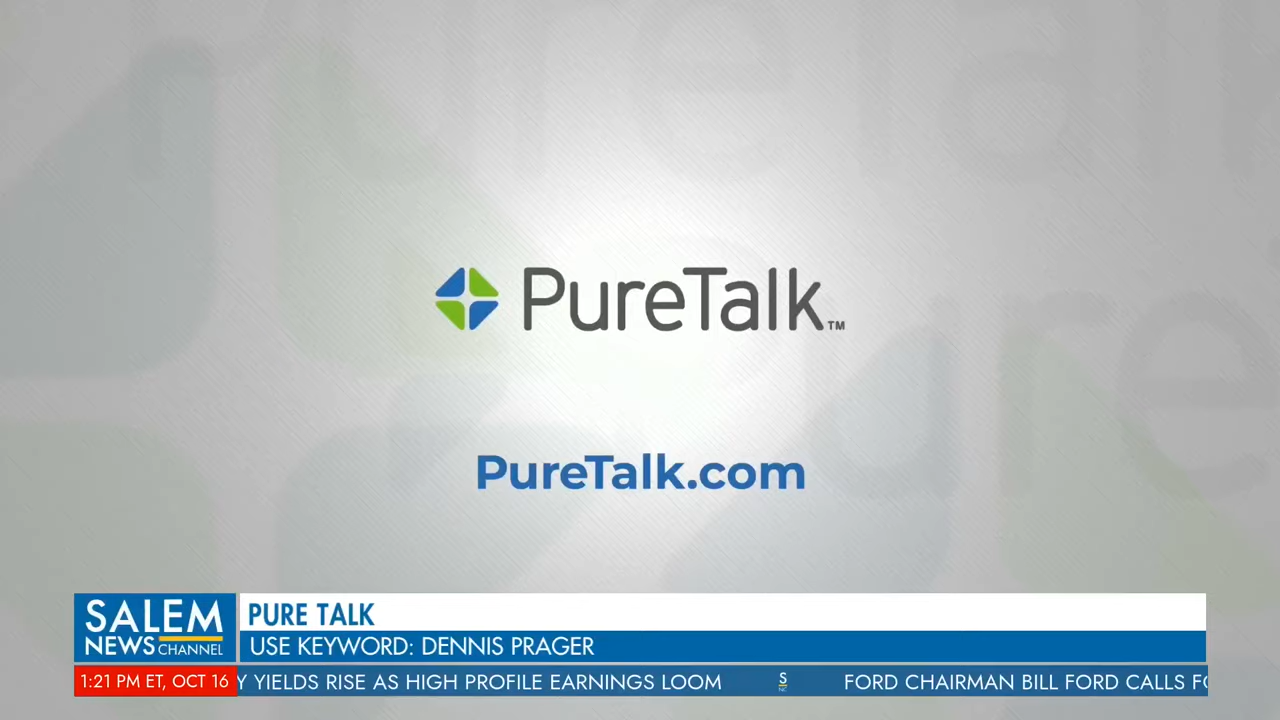 PureTalk™
PureTalk.com
SALEM
NEWS CHANNEL
PURE TALK
USE KEYWORD: DENNIS PRAGER
1:21 PM ET, OCT 16
Y YIELDS RISE AS HIGH PROFILE EARNINGS LOOM
FORD CHAIRMAN BILL FORD CALLS